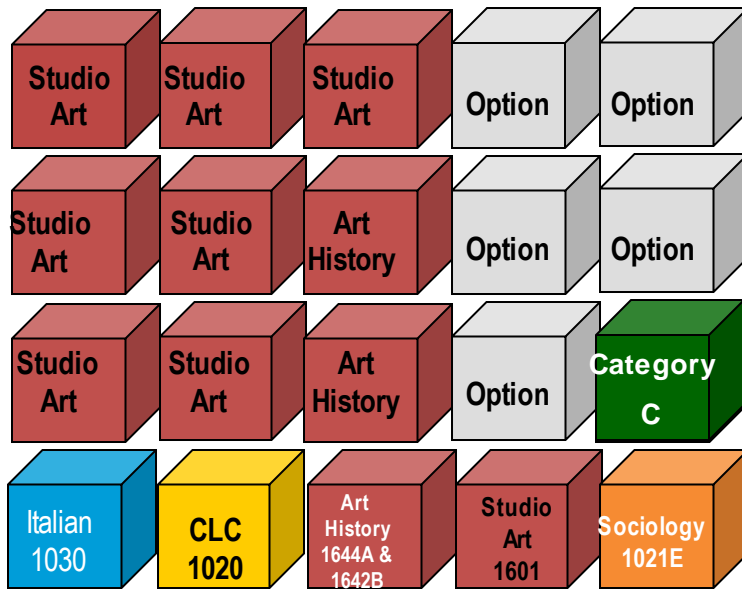 Studio
Art
Studio
Art
Studio
Art
Option
Option
Studio
Art
Studio
Art
Art
History
Option
Option
Studio
Art
Studio
Art
Art
History
Option
Category
C
Italian
1030
CLC
1020
Art
History
1644A &
1642B
Studio
Art
1601
Sociology
1021E